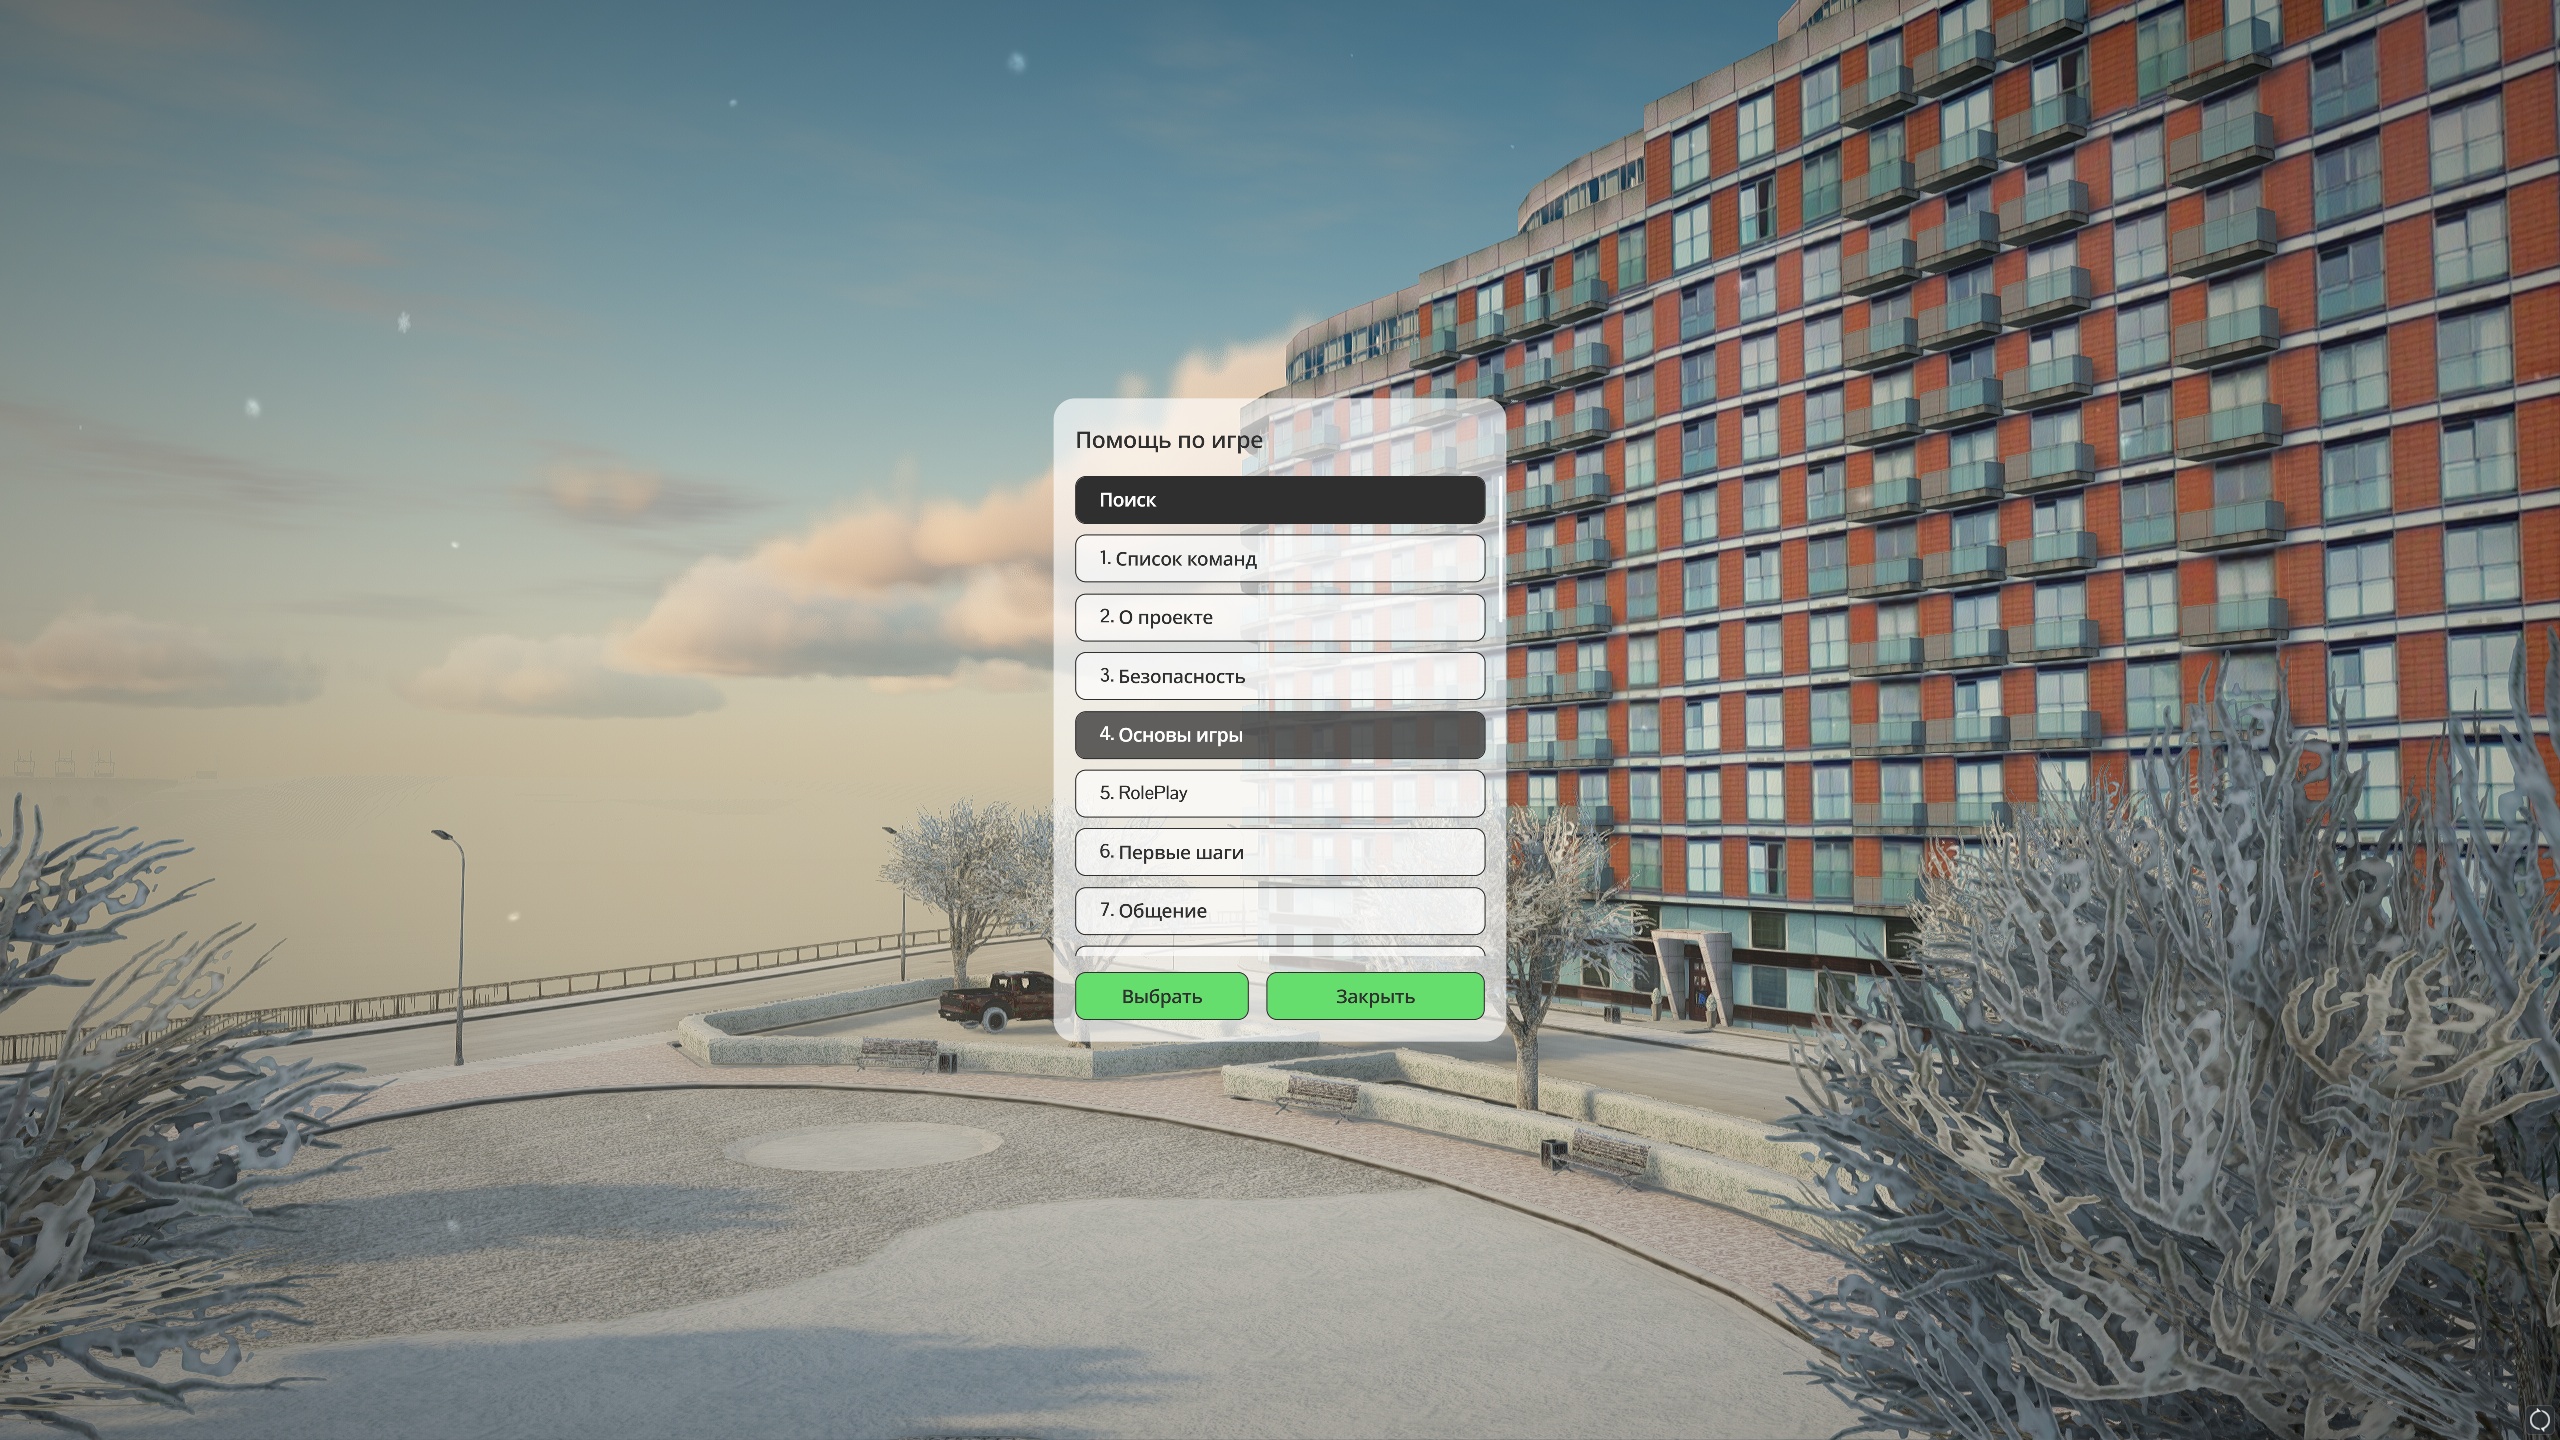 Помощь по игре
Поиск
1. Список команд
2. О проекте
3. Безопасность
4. Основы игры
5. RolePlay
6. Первые шаги
7. Общение
Выбрать
Закрыть